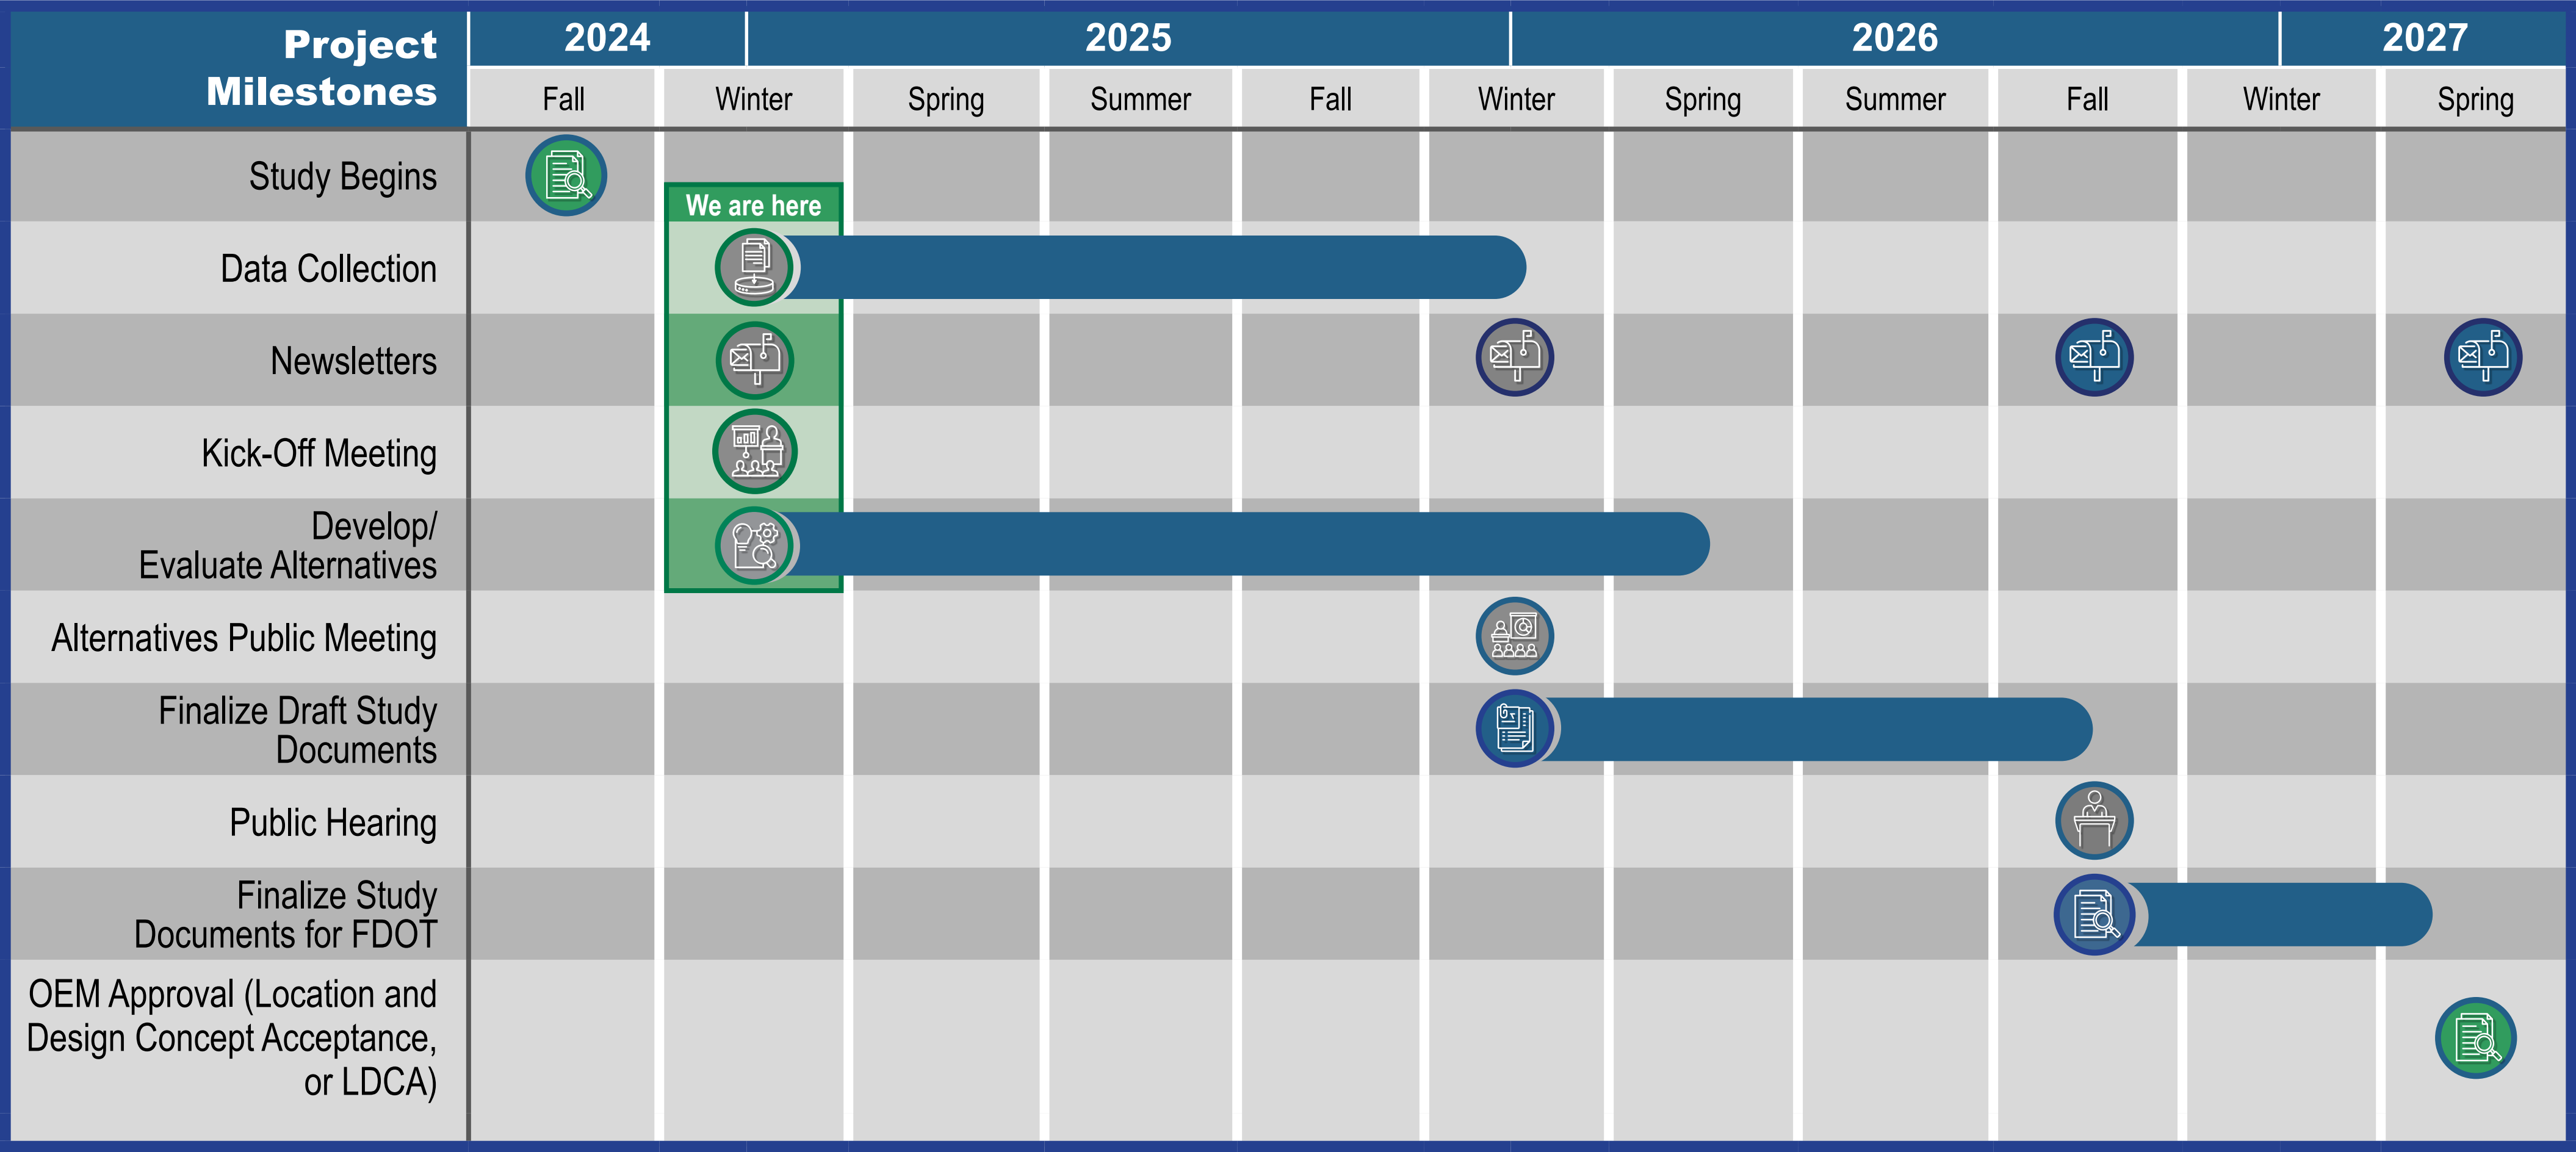 Project
Milestones
2024
2025
2026
2027
Fall
Winter
Spring
Summer
Fall
Winter
Spring
Summer
Fall
Winter
Spring
Study Begins
We are here
Data Collection
Newsletters
Kick-Off Meeting
Develop/
Evaluate Alternatives
Alternatives Public Meeting
Finalize Draft Study
Documents
Public Hearing
Finalize Study
Documents for FDOT
OEM Approval (Location and
Design Concept Acceptance,
or LDCA)